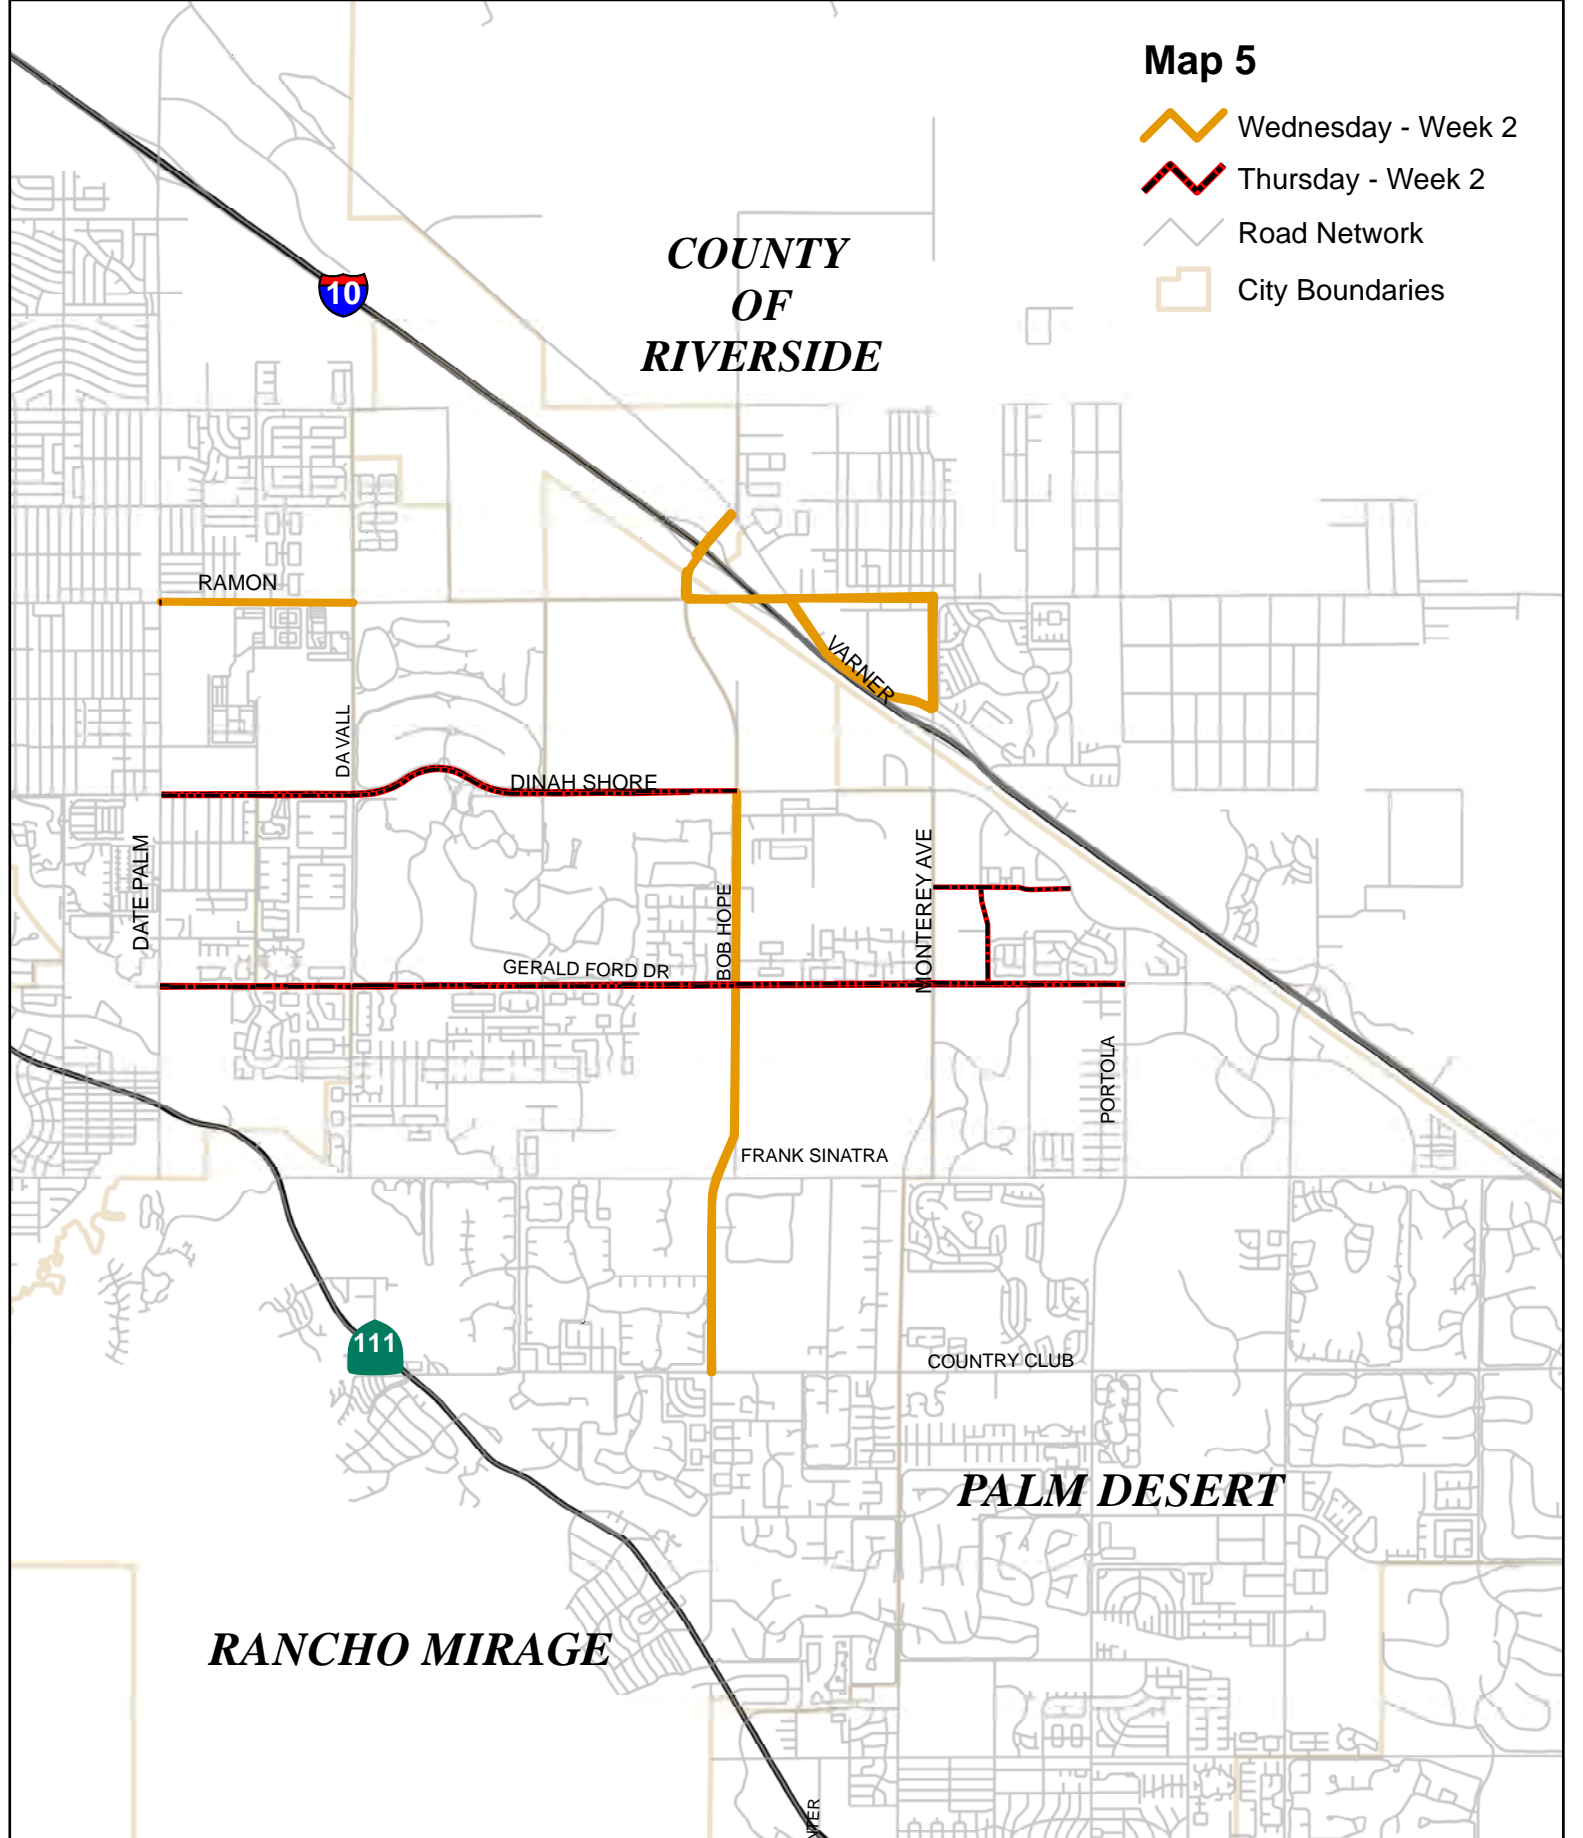 Map 5
Wednesday - Week 2
Thursday - Week 2
Road Network
City Boundaries
COUNTY
OF
RIVERSIDE
10
RAMON
VARNER
DA VALL
DINAH SHORE
DATE PALM
BOB HOPE
MONTEREY AVE
GERALD FORD DR
PORTOLA
FRANK SINATRA
111
COUNTRY CLUB
PALM DESERT
RANCHO MIRAGE